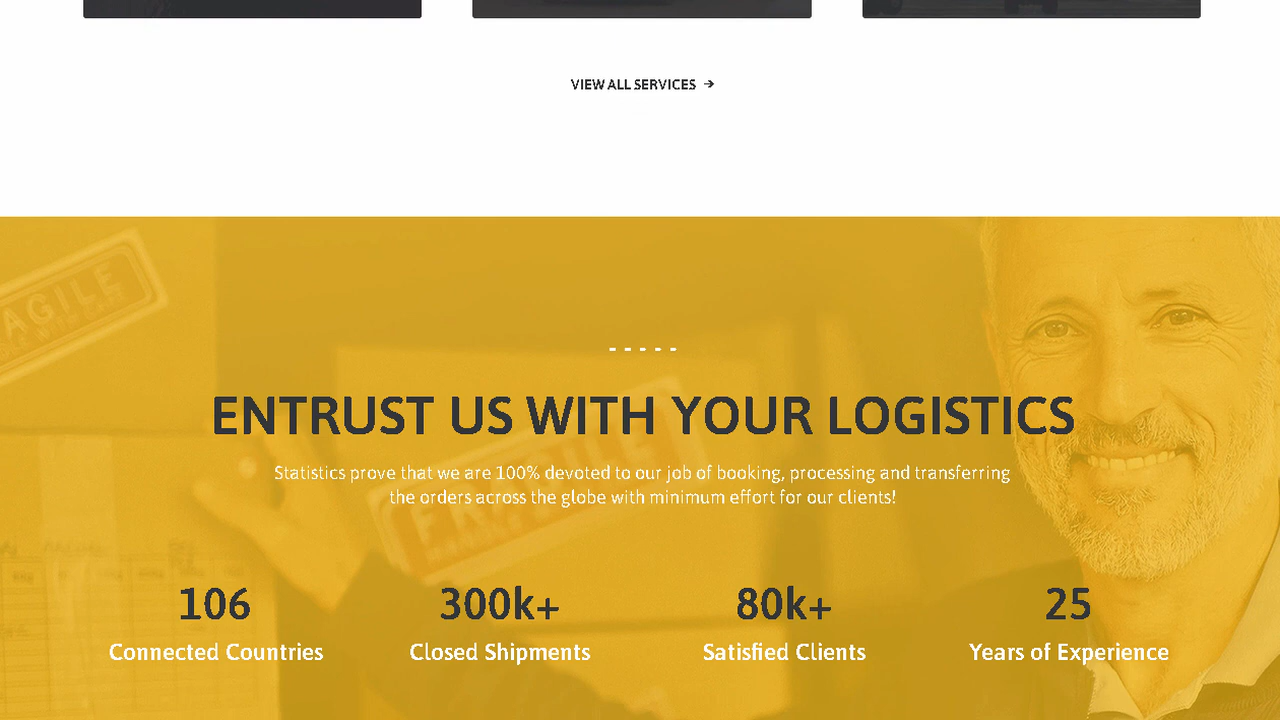 VIEW ALL SERVICES →
AGILE
ENTRUST US WITH YOUR LOGISTICS
Statistics prove that we are 100% devoted to our job of booking, processing and transferring
the orders across the globe with minimum effort for our clients!
FRAGILE
106
300k+
80k+
25
Connected Countries
Closed Shipments
Satisfied Clients
Years of Experience